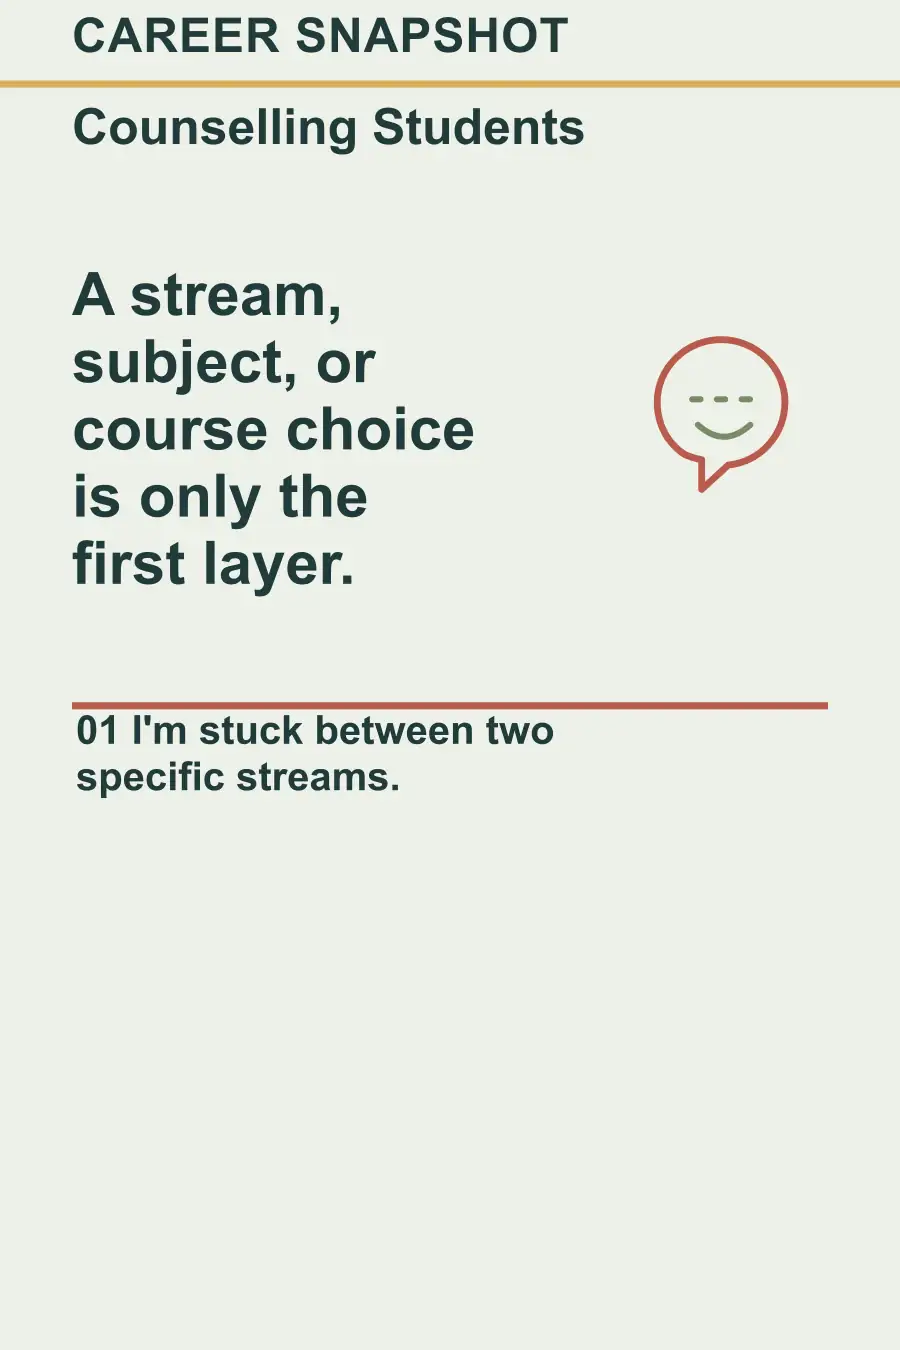 CAREER SNAPSHOT
Counselling Students
A stream,
subject, or
course choice
is only the
first layer.
01 I'm stuck between two
specific streams.